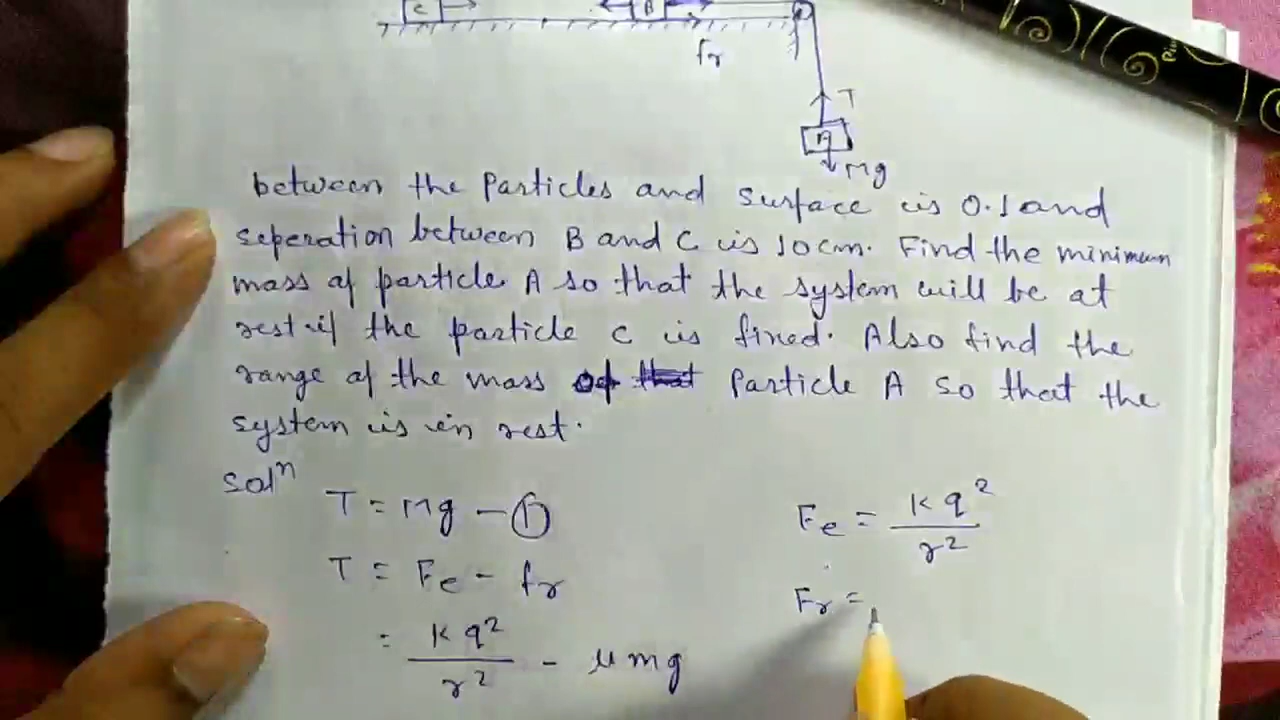 C
B
fr
T
A
Mg
between the particles and surface is 0.1 and
seperation between B and C is 10cm. Find the minimum
mass of particle A so that the system will be at
rest if the particle C is fixed. Also find the
range of the mass of that Particle A so that the
system is in rest.
Solⁿ
T = Mg - ①
Fe = kq² / r²
T = Fe - fr
Fr =
= kq² / r² - μmg